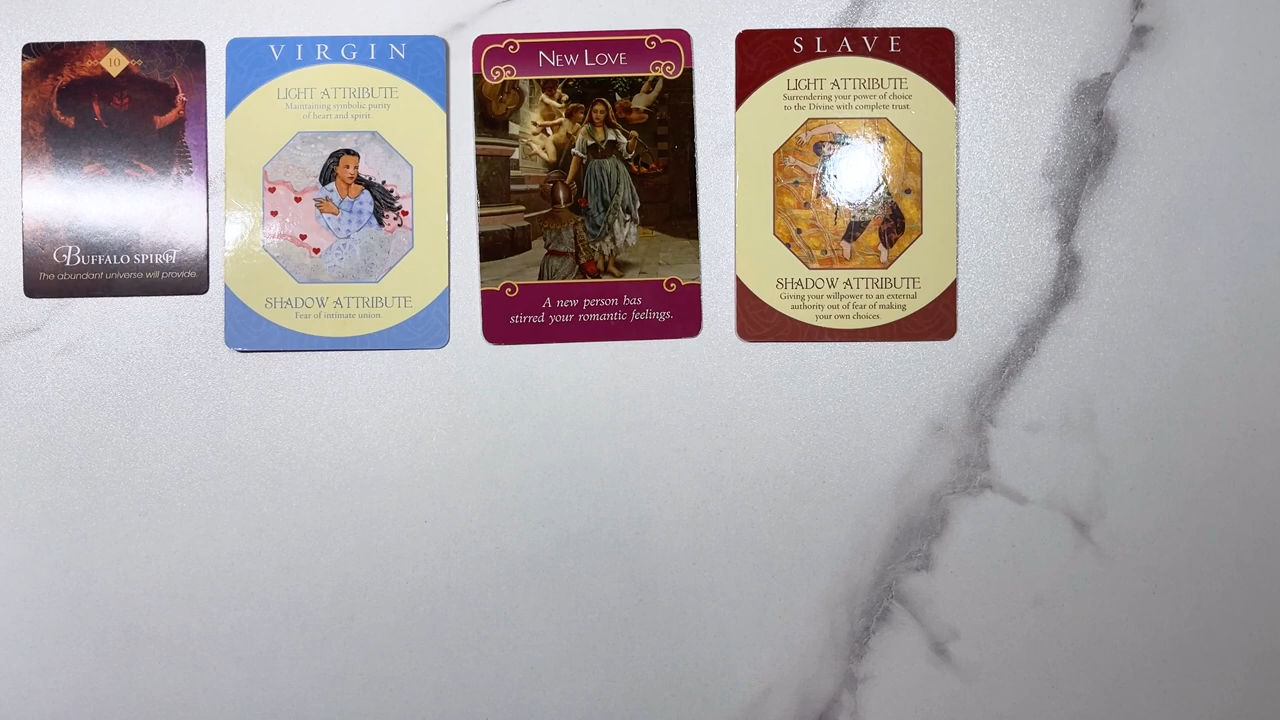 10
BUFFALO SPIRIT
The abundant universe will provide.
VIRGIN
LIGHT ATTRIBUTE
Maintaining symbolic purity
of heart and spirit.
SHADOW ATTRIBUTE
Fear of intimate union.
NEW LOVE
A new person has
stirred your romantic feelings.
SLAVE
LIGHT ATTRIBUTE
Surrendering your power of choice
to the Divine with complete trust.
SHADOW ATTRIBUTE
Giving your willpower to an external
authority out of fear of making
your own choices.